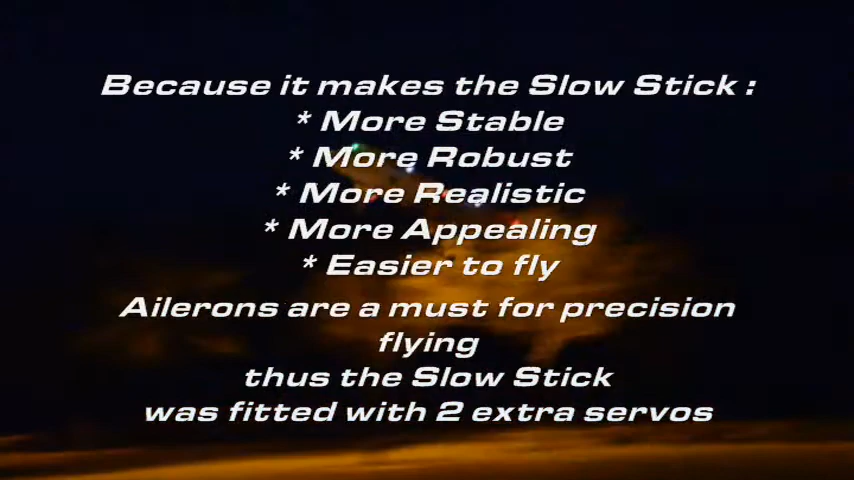 Because it makes the Slow Stick :
* More Stable
* More Robust
* More Realistic
* More Appealing
* Easier to fly
Ailerons are a must for precision
flying
thus the Slow Stick
was fitted with 2 extra servos